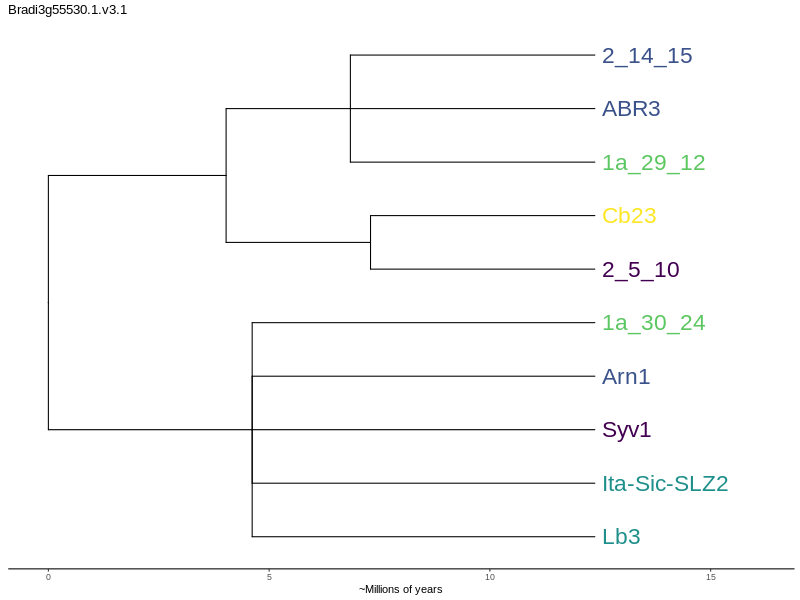 Bradi3g55530.1.v3.1
2_14_15
ABR3
1a_29_12
Cb23
2_5_10
1a_30_24
Arn1
Syv1
Ita-Sic-SLZ2
Lb3
0 5 10 15
~Millions of years